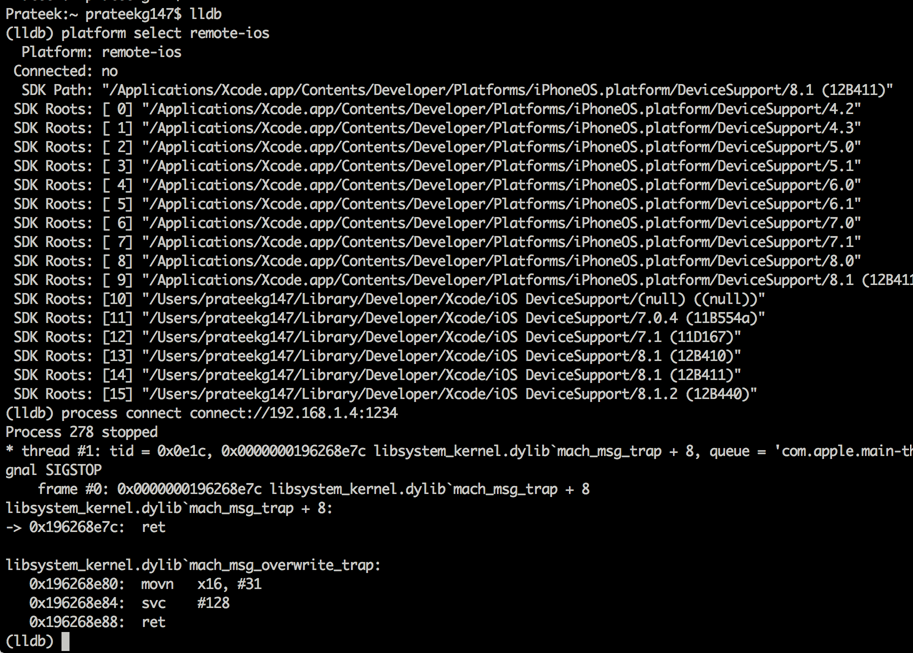 Prateek:~ prateekg147$ lldb
(lldb) platform select remote-ios
  Platform: remote-ios
 Connected: no
  SDK Path: "/Applications/Xcode.app/Contents/Developer/Platforms/iPhoneOS.platform/DeviceSupport/8.1 (12B411)"
 SDK Roots: [ 0] "/Applications/Xcode.app/Contents/Developer/Platforms/iPhoneOS.platform/DeviceSupport/4.2"
 SDK Roots: [ 1] "/Applications/Xcode.app/Contents/Developer/Platforms/iPhoneOS.platform/DeviceSupport/4.3"
 SDK Roots: [ 2] "/Applications/Xcode.app/Contents/Developer/Platforms/iPhoneOS.platform/DeviceSupport/5.0"
 SDK Roots: [ 3] "/Applications/Xcode.app/Contents/Developer/Platforms/iPhoneOS.platform/DeviceSupport/5.1"
 SDK Roots: [ 4] "/Applications/Xcode.app/Contents/Developer/Platforms/iPhoneOS.platform/DeviceSupport/6.0"
 SDK Roots: [ 5] "/Applications/Xcode.app/Contents/Developer/Platforms/iPhoneOS.platform/DeviceSupport/6.1"
 SDK Roots: [ 6] "/Applications/Xcode.app/Contents/Developer/Platforms/iPhoneOS.platform/DeviceSupport/7.0"
 SDK Roots: [ 7] "/Applications/Xcode.app/Contents/Developer/Platforms/iPhoneOS.platform/DeviceSupport/7.1"
 SDK Roots: [ 8] "/Applications/Xcode.app/Contents/Developer/Platforms/iPhoneOS.platform/DeviceSupport/8.0"
 SDK Roots: [ 9] "/Applications/Xcode.app/Contents/Developer/Platforms/iPhoneOS.platform/DeviceSupport/8.1 (12B411
 SDK Roots: [10] "/Users/prateekg147/Library/Developer/Xcode/iOS DeviceSupport/(null) ((null))"
 SDK Roots: [11] "/Users/prateekg147/Library/Developer/Xcode/iOS DeviceSupport/7.0.4 (11B554a)"
 SDK Roots: [12] "/Users/prateekg147/Library/Developer/Xcode/iOS DeviceSupport/7.1 (11D167)"
 SDK Roots: [13] "/Users/prateekg147/Library/Developer/Xcode/iOS DeviceSupport/8.1 (12B410)"
 SDK Roots: [14] "/Users/prateekg147/Library/Developer/Xcode/iOS DeviceSupport/8.1 (12B411)"
 SDK Roots: [15] "/Users/prateekg147/Library/Developer/Xcode/iOS DeviceSupport/8.1.2 (12B440)"
(lldb) process connect connect://192.168.1.4:1234
Process 278 stopped
* thread #1: tid = 0x0e1c, 0x0000000196268e7c libsystem_kernel.dylib`mach_msg_trap + 8, queue = 'com.apple.main-th
gnal SIGSTOP
    frame #0: 0x0000000196268e7c libsystem_kernel.dylib`mach_msg_trap + 8
libsystem_kernel.dylib`mach_msg_trap + 8:
-> 0x196268e7c:  ret

libsystem_kernel.dylib`mach_msg_overwrite_trap:
   0x196268e80:  movn   x16, #31
   0x196268e84:  svc    #128
   0x196268e88:  ret
(lldb)